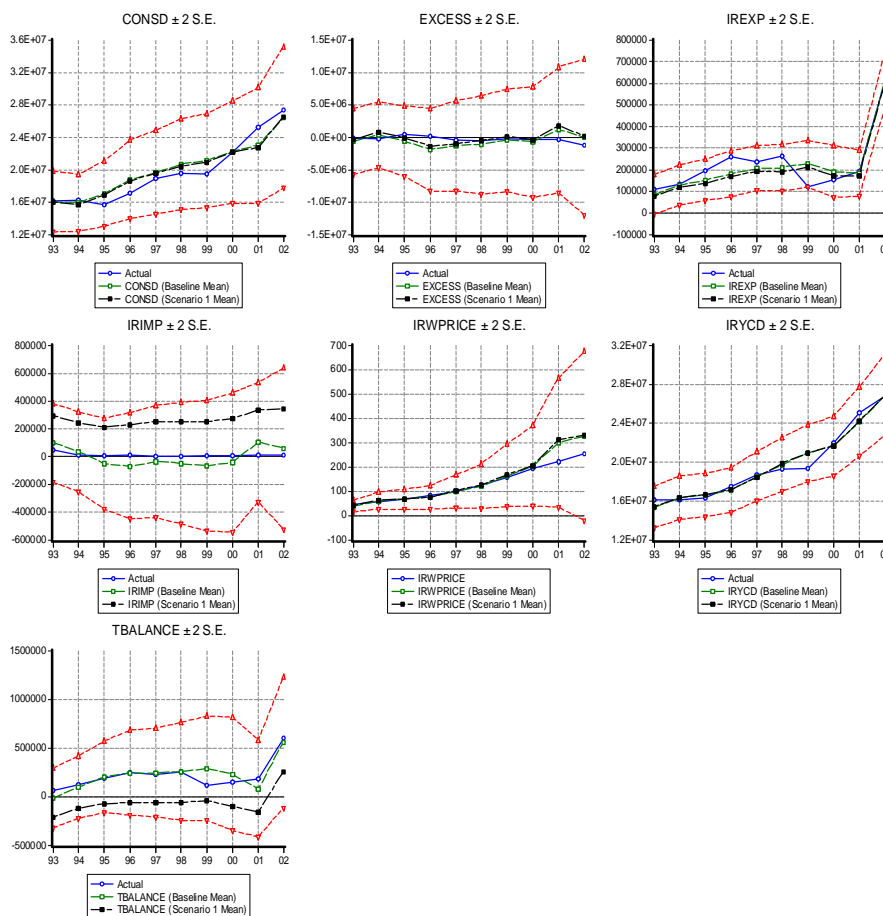 CONSD ± 2 S.E.
3.6E+07
3.2E+07
2.8E+07
2.4E+07
2.0E+07
1.6E+07
1.2E+07
93 94 95 96 97 98 99 00 01 02
Actual
CONSD (Baseline Mean)
CONSD (Scenario 1 Mean)
EXCESS ± 2 S.E.
1.5E+07
1.0E+07
5.0E+06
0.0E+00
-5.0E+06
-1.0E+07
-1.5E+07
93 94 95 96 97 98 99 00 01 02
Actual
EXCESS (Baseline Mean)
EXCESS (Scenario 1 Mean)
IREXP ± 2 S.E.
800000
700000
600000
500000
400000
300000
200000
100000
0
-100000
93 94 95 96 97 98 99 00 01
Actual
IREXP (Baseline Mean)
IREXP (Scenario 1 Mean)
IRIMP ± 2 S.E.
800000
600000
400000
200000
0
-200000
-400000
-600000
93 94 95 96 97 98 99 00 01 02
Actual
IRIMP (Baseline Mean)
IRIMP (Scenario 1 Mean)
IRWPRICE ± 2 S.E.
700
600
500
400
300
200
100
0
-100
93 94 95 96 97 98 99 00 01 02
IRWPRICE
IRWPRICE (Baseline Mean)
IRWPRICE (Scenario 1 Mean)
IRYCD ± 2 S.E.
3.2E+07
2.8E+07
2.4E+07
2.0E+07
1.6E+07
1.2E+07
93 94 95 96 97 98 99 00 01
Actual
IRYCD (Baseline Mean)
IRYCD (Scenario 1 Mean)
TBALANCE ± 2 S.E.
1500000
1000000
500000
0
-500000
93 94 95 96 97 98 99 00 01 02
Actual
TBALANCE (Baseline Mean)
TBALANCE (Scenario 1 Mean)